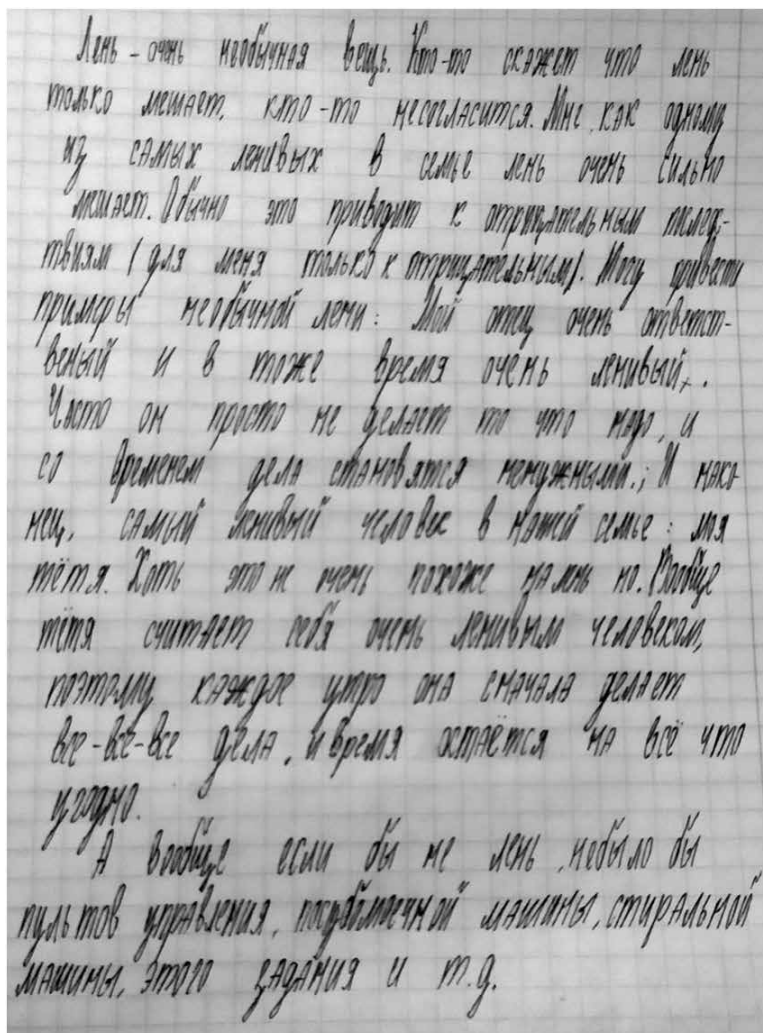 Лень - очень необычная вещь. Кто-то скажет что лень
только мешает, кто-то несогласится. Мне, как одному
из самых ленивых в семье лень очень сильно
мешает. Обычно это приводит к отрицательным послед-
твиям (для меня только к отрицательным). Могу привести
примеры необычной лени: Мой отец очень ответст-
веный и в тоже время очень ленивый,.
Часто он просто не делает то что надо, и
со временем дела становятся ненужными.; И нако-
нец, самый ленивый человек в нашей семье: моя
тётя. Хоть это не очень похоже на лень но. Вообще
тётя считает себя очень ленивым человеком,
поэтому каждое утро она сначала делает
все-все-все дела, и время остаётся на всё что
угодно.
А вообще если бы не лень, небыло бы
пультов управления, посудомоечной машины, стиральной
машины, этого задания и т.д.